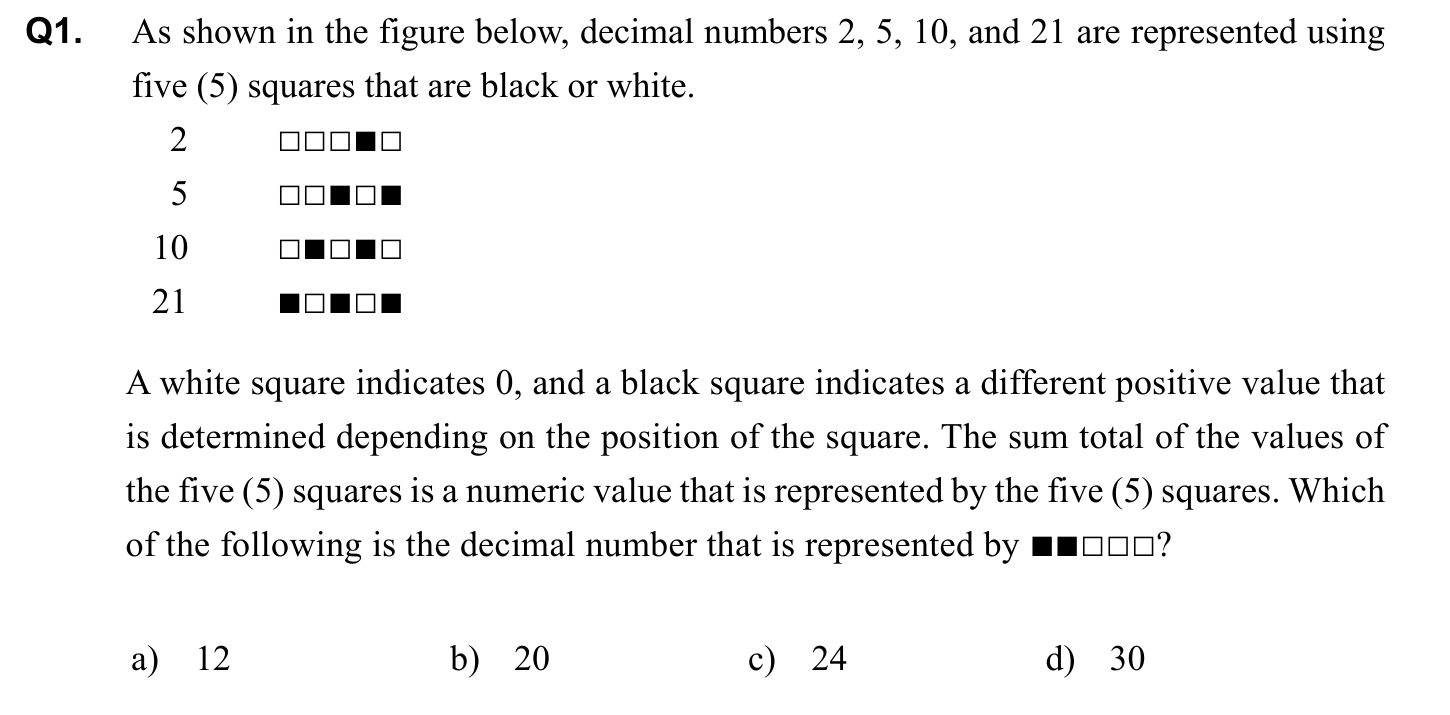 Q1. As shown in the figure below, decimal numbers 2, 5, 10, and 21 are represented using
five (5) squares that are black or white.
2 □□□■□
5 □□■□■
10 □■□■□
21 ■□■□■
A white square indicates 0, and a black square indicates a different positive value that
is determined depending on the position of the square. The sum total of the values of
the five (5) squares is a numeric value that is represented by the five (5) squares. Which
of the following is the decimal number that is represented by ■■□□□?
a) 12 b) 20 c) 24 d) 30